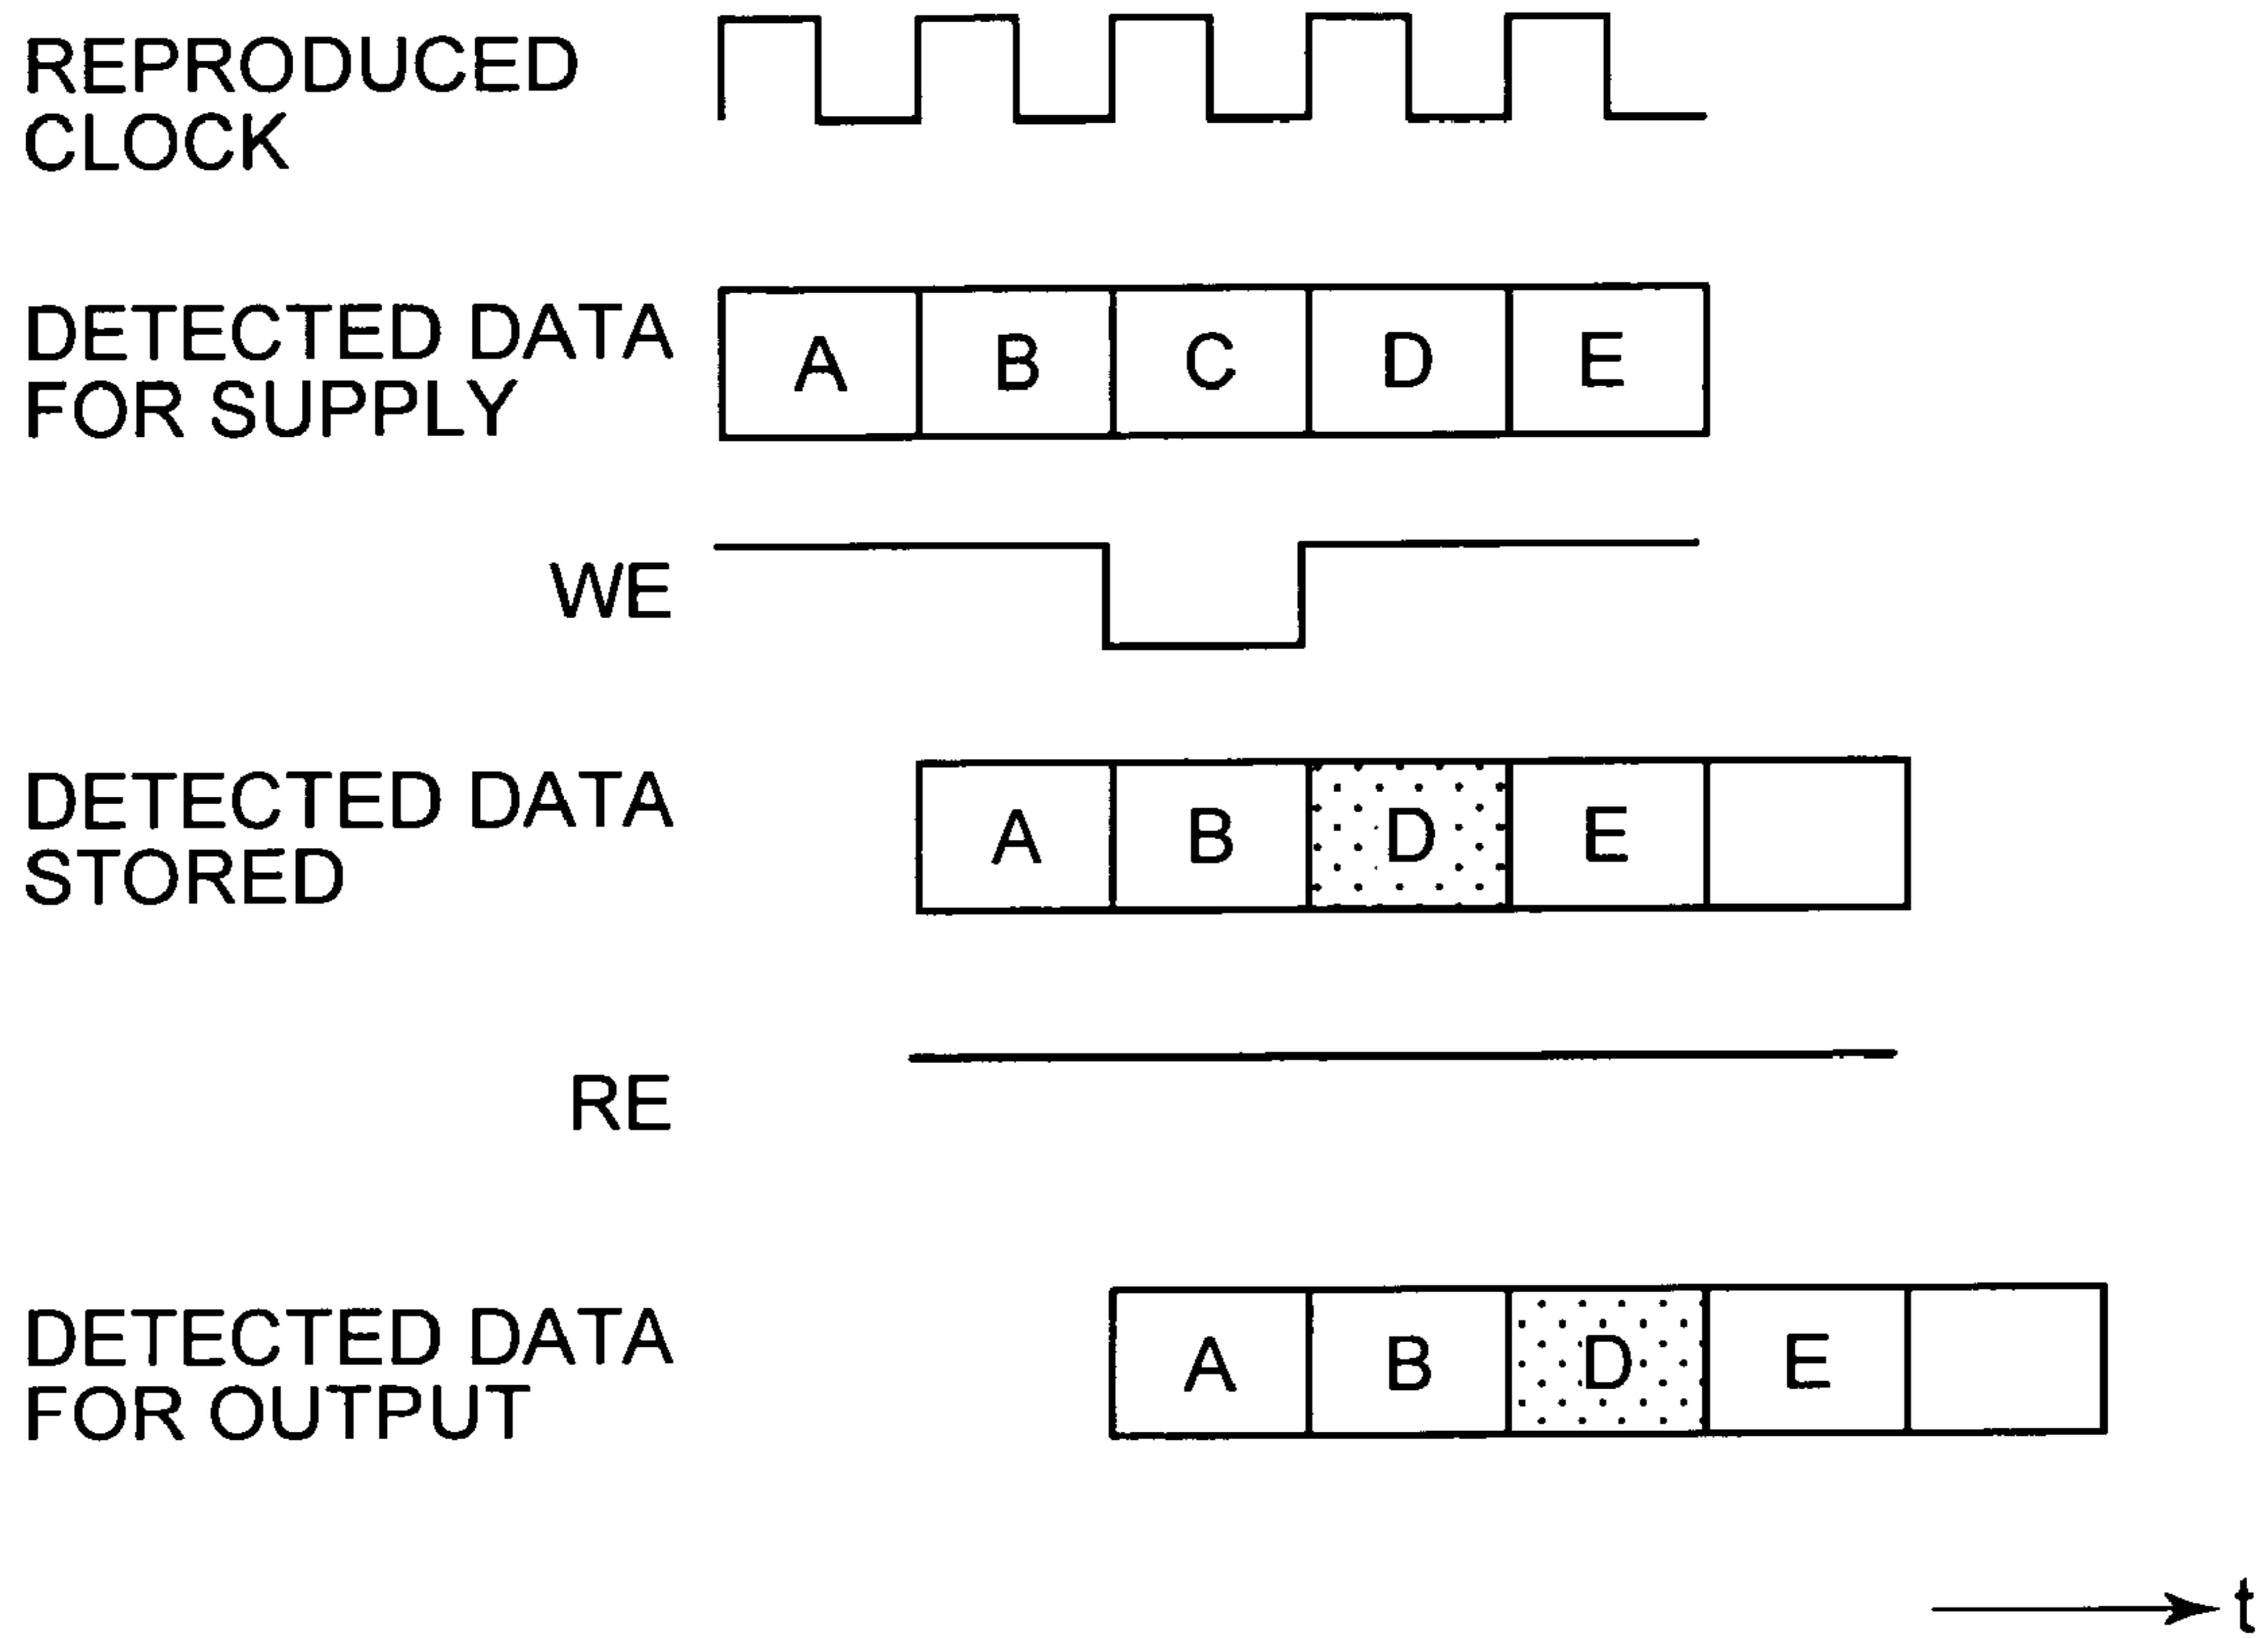 REPRODUCED
CLOCK
DETECTED DATA
FOR SUPPLY
A B C D E
WE
DETECTED DATA
STORED
A B D E
RE
DETECTED DATA
FOR OUTPUT
A B D E
t